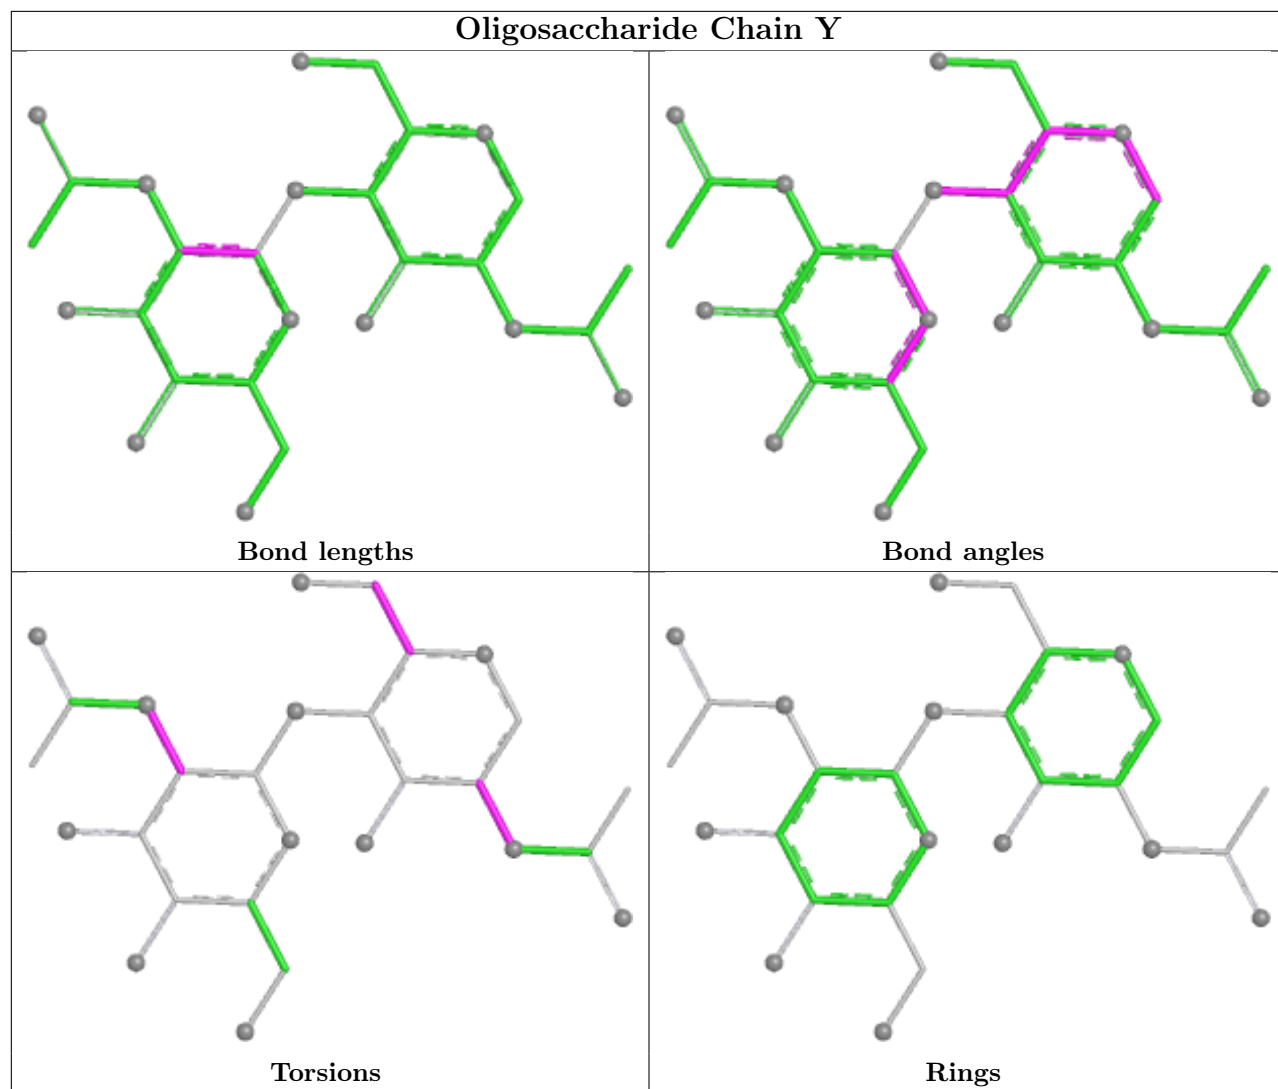 Oligosaccharide Chain Y
Bond lengths
Bond angles
Torsions
Rings